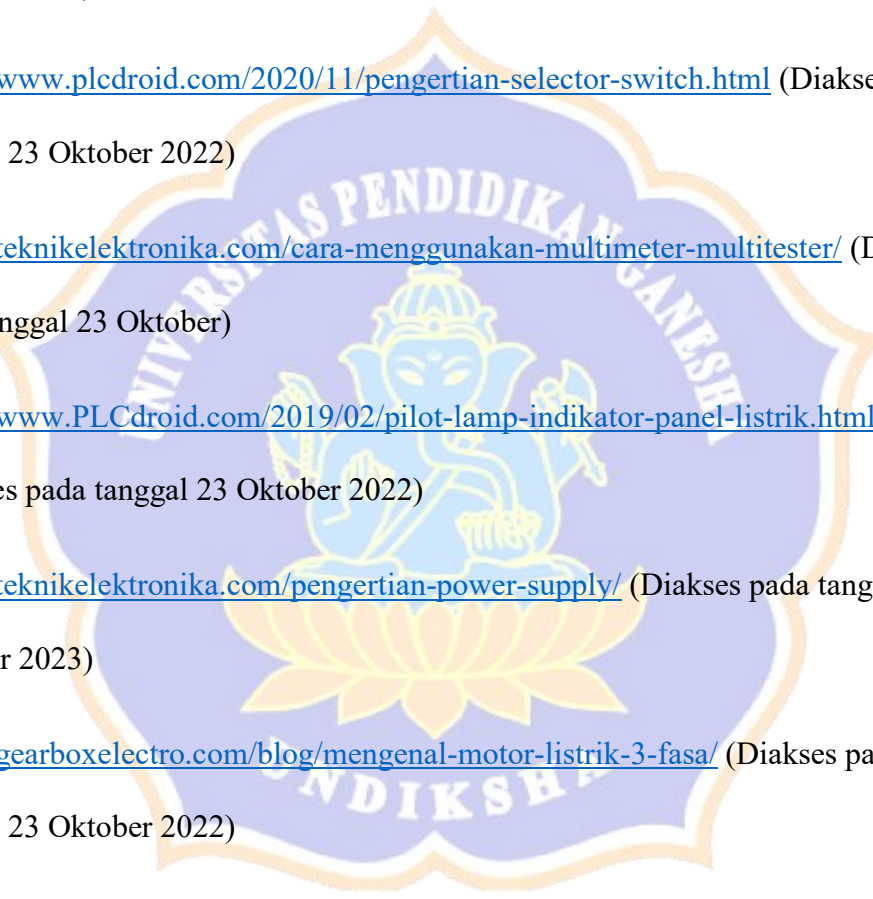 www.plcdroid.com/2020/11/pengertian-selector-switch.html (Diakse
23 Oktober 2022)
UNIVERSITAS PENDIDIKAN GANESHA
teknikelektronika.com/cara-menggunakan-multimeter-multitester/ (D
nggal 23 Oktober)
www.PLCdroid.com/2019/02/pilot-lamp-indikator-panel-listrik.html
es pada tanggal 23 Oktober 2022)
teknikelektronika.com/pengertian-power-supply/ (Diakses pada tang
r 2023)
gearboxelectro.com/blog/mengenal-motor-listrik-3-fasa/ (Diakses pa
UNDIKSHA
23 Oktober 2022)